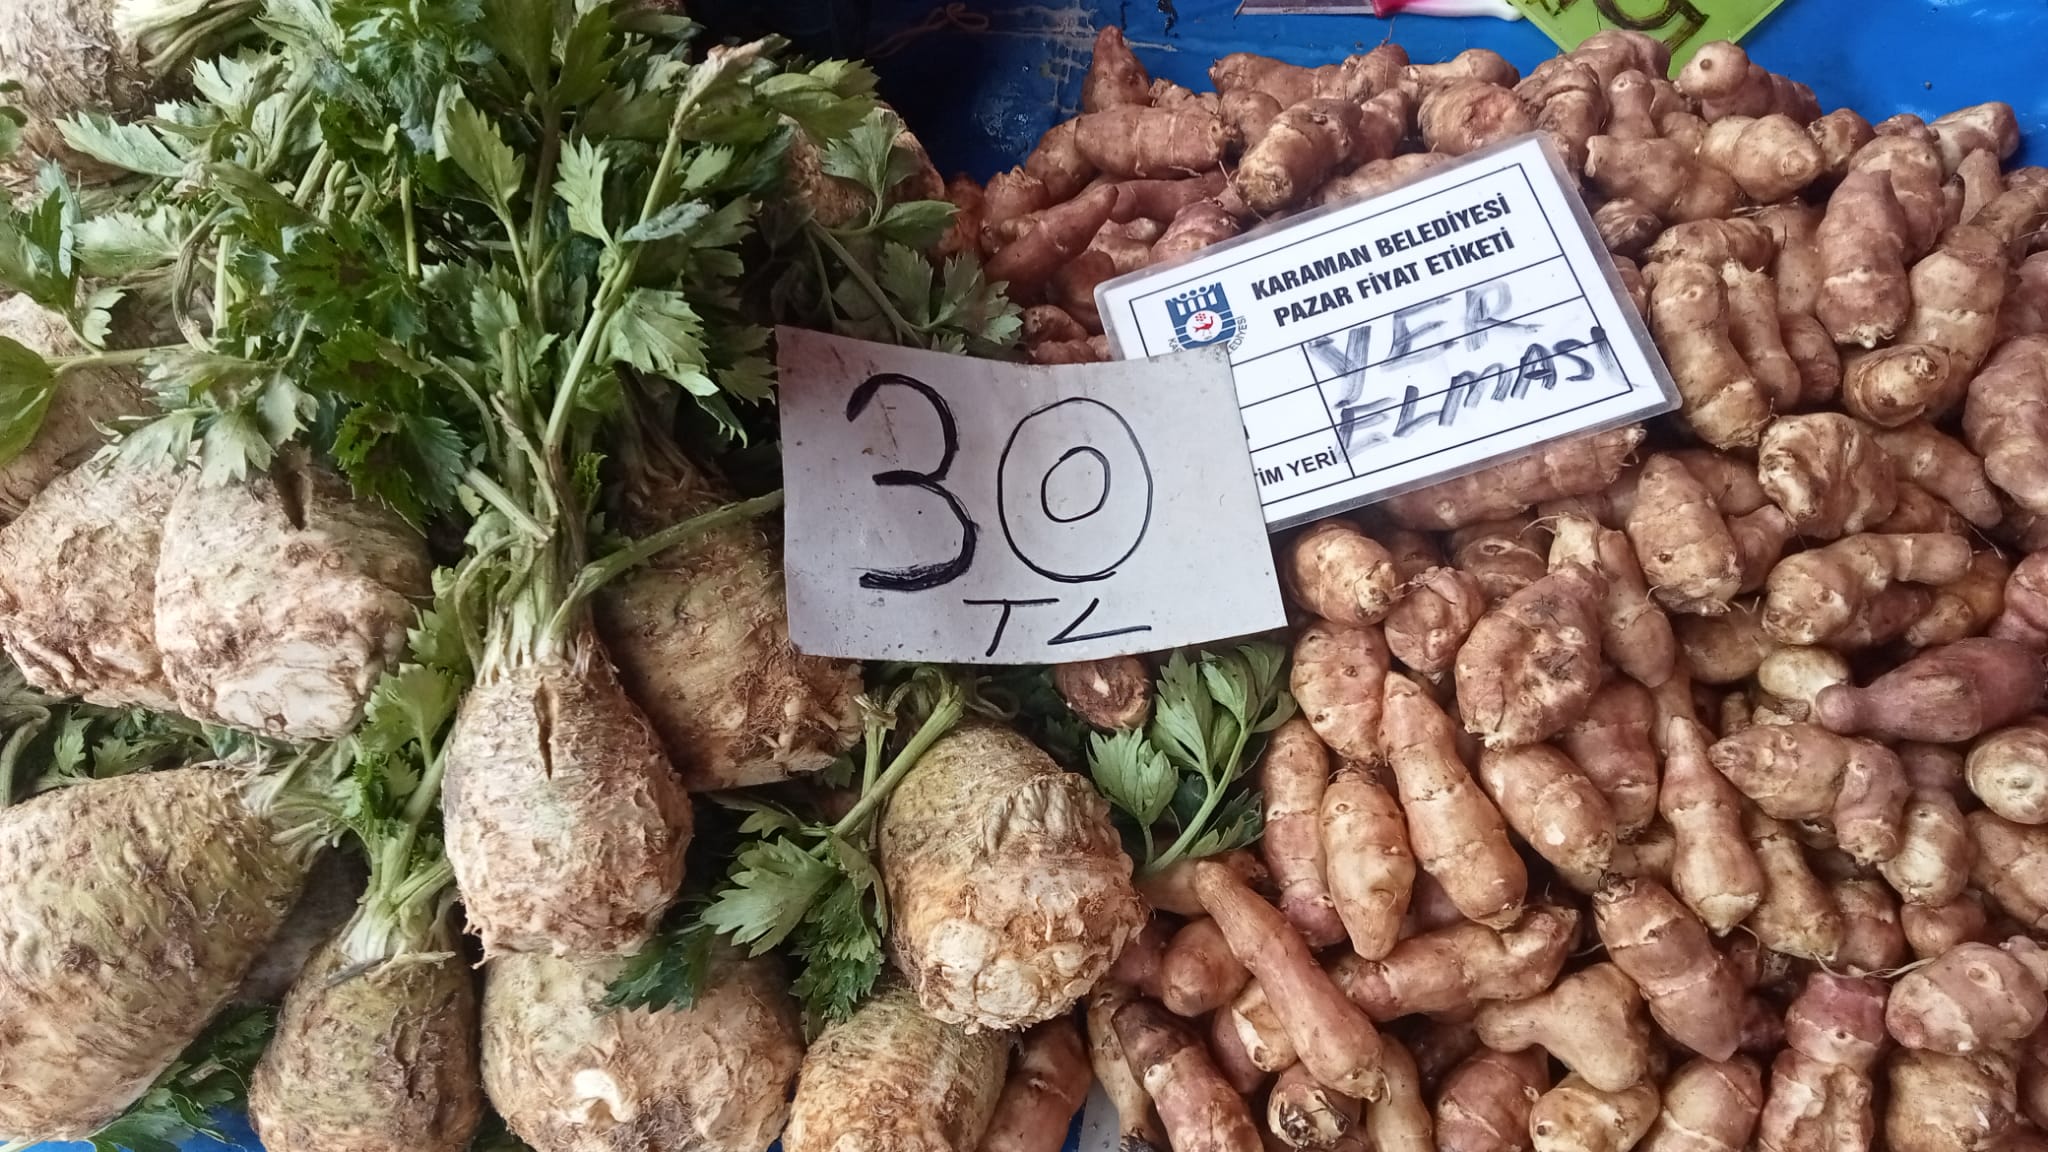 KARAMAN BELEDİYESİ
PAZAR FİYAT ETİKETİ
YER
ELMASI
TİM YERİ
30
TL